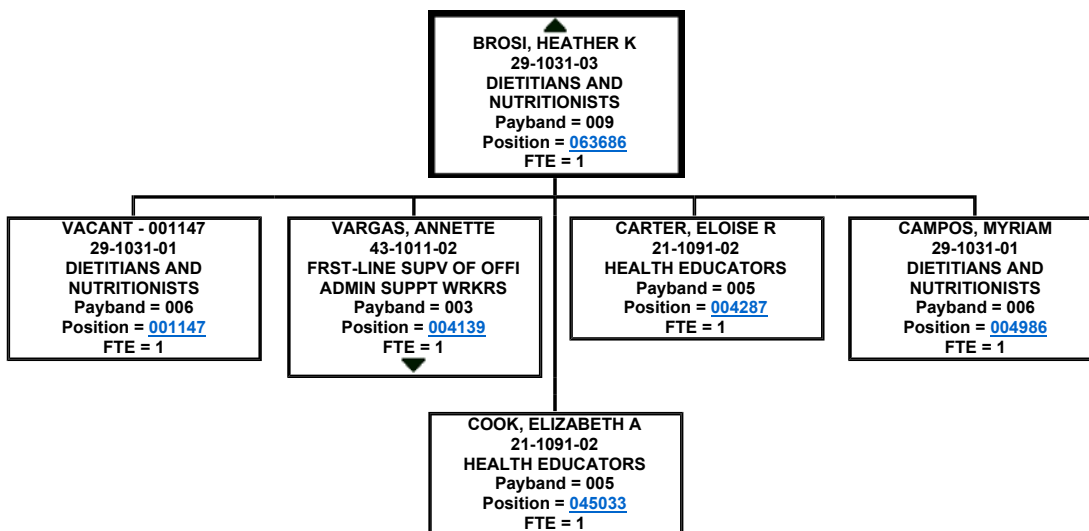 BROSI, HEATHER K
29-1031-03
DIETITIANS AND
NUTRITIONISTS
Payband = 009
Position = 063686
FTE = 1
VACANT - 001147
29-1031-01
DIETITIANS AND
NUTRITIONISTS
Payband = 006
Position = 001147
FTE = 1
VARGAS, ANNETTE
43-1011-02
FRST-LINE SUPV OF OFFI
ADMIN SUPPT WRKRS
Payband = 003
Position = 004139
FTE = 1
CARTER, ELOISE R
21-1091-02
HEALTH EDUCATORS
Payband = 005
Position = 004287
FTE = 1
CAMPOS, MYRIAM
29-1031-01
DIETITIANS AND
NUTRITIONISTS
Payband = 006
Position = 004986
FTE = 1
COOK, ELIZABETH A
21-1091-02
HEALTH EDUCATORS
Payband = 005
Position = 045033
FTE = 1